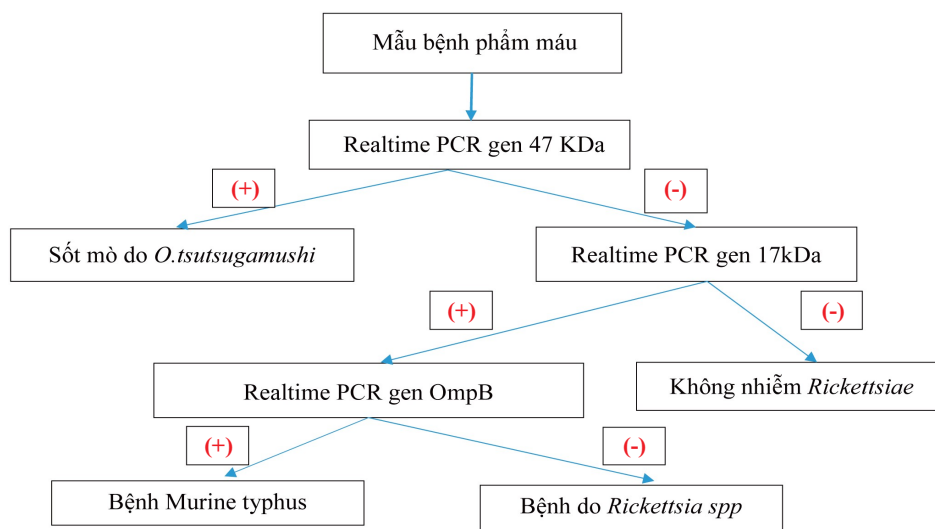 Mẫu bệnh phẩm máu
Realtime PCR gen 47 KDa
(+)
(-)
Sốt mò do O.tsutsugamushi
Realtime PCR gen 17kDa
(+)
(-)
Realtime PCR gen OmpB
Không nhiễm Rickettsiae
(+)
(-)
Bệnh Murine typhus
Bệnh do Rickettsia spp